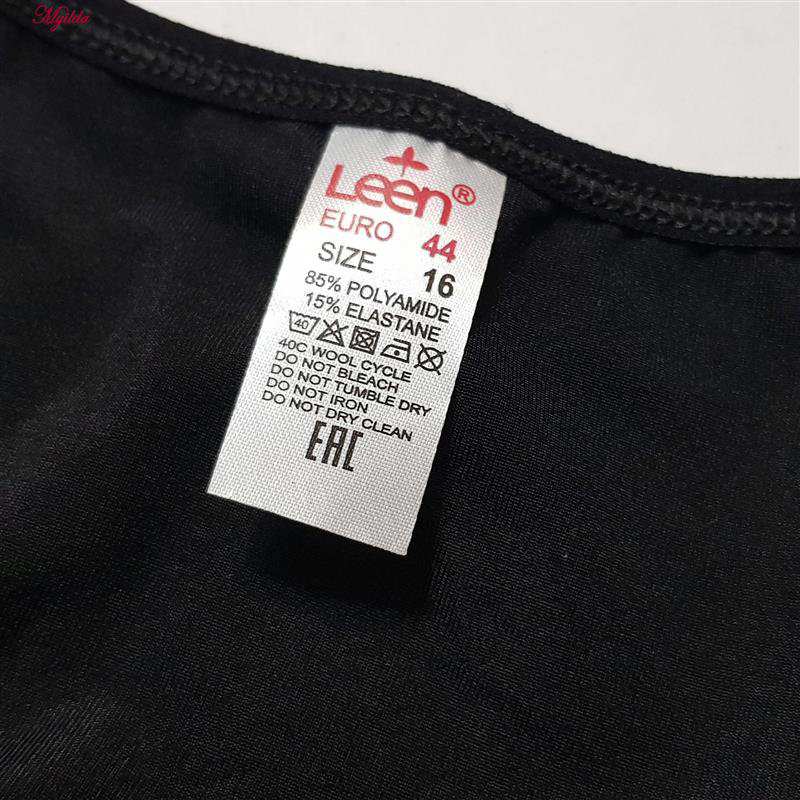 Mgilda
Leen®
EURO 44
SIZE 16
85% POLYAMIDE
15% ELASTANE
40
40C WOOL CYCLE
DO NOT BLEACH
DO NOT TUMBLE DRY
DO NOT IRON
DO NOT DRY CLEAN
EAC